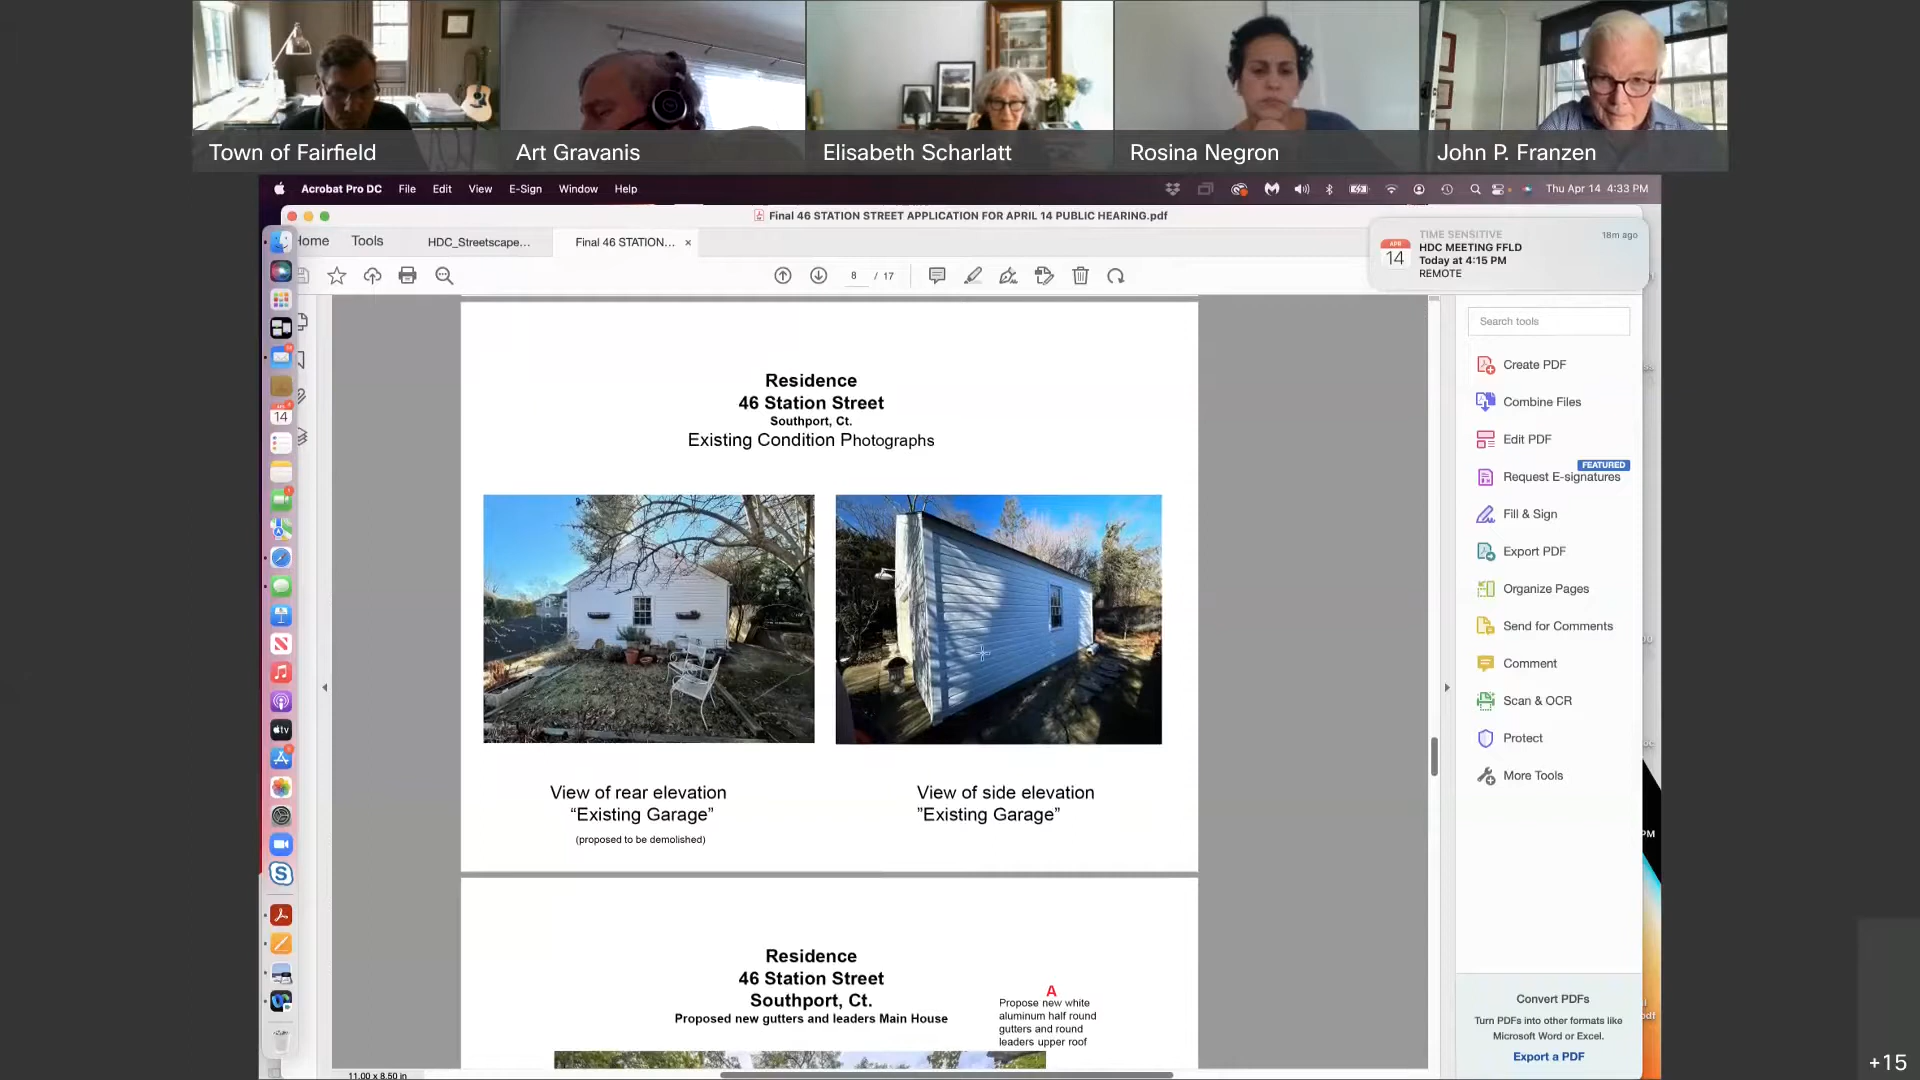 Town of Fairfield
Art Gravanis
Elisabeth Scharlatt
Rosina Negron
John P. Franzen
Acrobat Pro DC File Edit View E-Sign Window Help
Thu Apr 14 4:33 PM
Final 46 STATION STREET APPLICATION FOR APRIL 14 PUBLIC HEARING.pdf
Home Tools HDC_Streetscape... Final 46 STATION... ×
TIME SENSITIVE 18m ago
APR
14
HDC MEETING FFLD
Today at 4:15 PM
REMOTE
8 / 17
Search tools
Create PDF
Combine Files
Edit PDF
FEATURED
Request E-signatures
Fill & Sign
Export PDF
Organize Pages
Send for Comments
Comment
Scan & OCR
Protect
More Tools
Residence
46 Station Street
Southport, Ct.
Existing Condition Photographs
View of rear elevation
“Existing Garage”
(proposed to be demolished)
View of side elevation
”Existing Garage”
Residence
46 Station Street
Southport, Ct.
Proposed new gutters and leaders Main House
A
Propose new white
aluminum half round
gutters and round
leaders upper roof
Convert PDFs
Turn PDFs into other formats like
Microsoft Word or Excel.
Export a PDF
11.00 x 8.50 in
14
tv
S
PM
+15